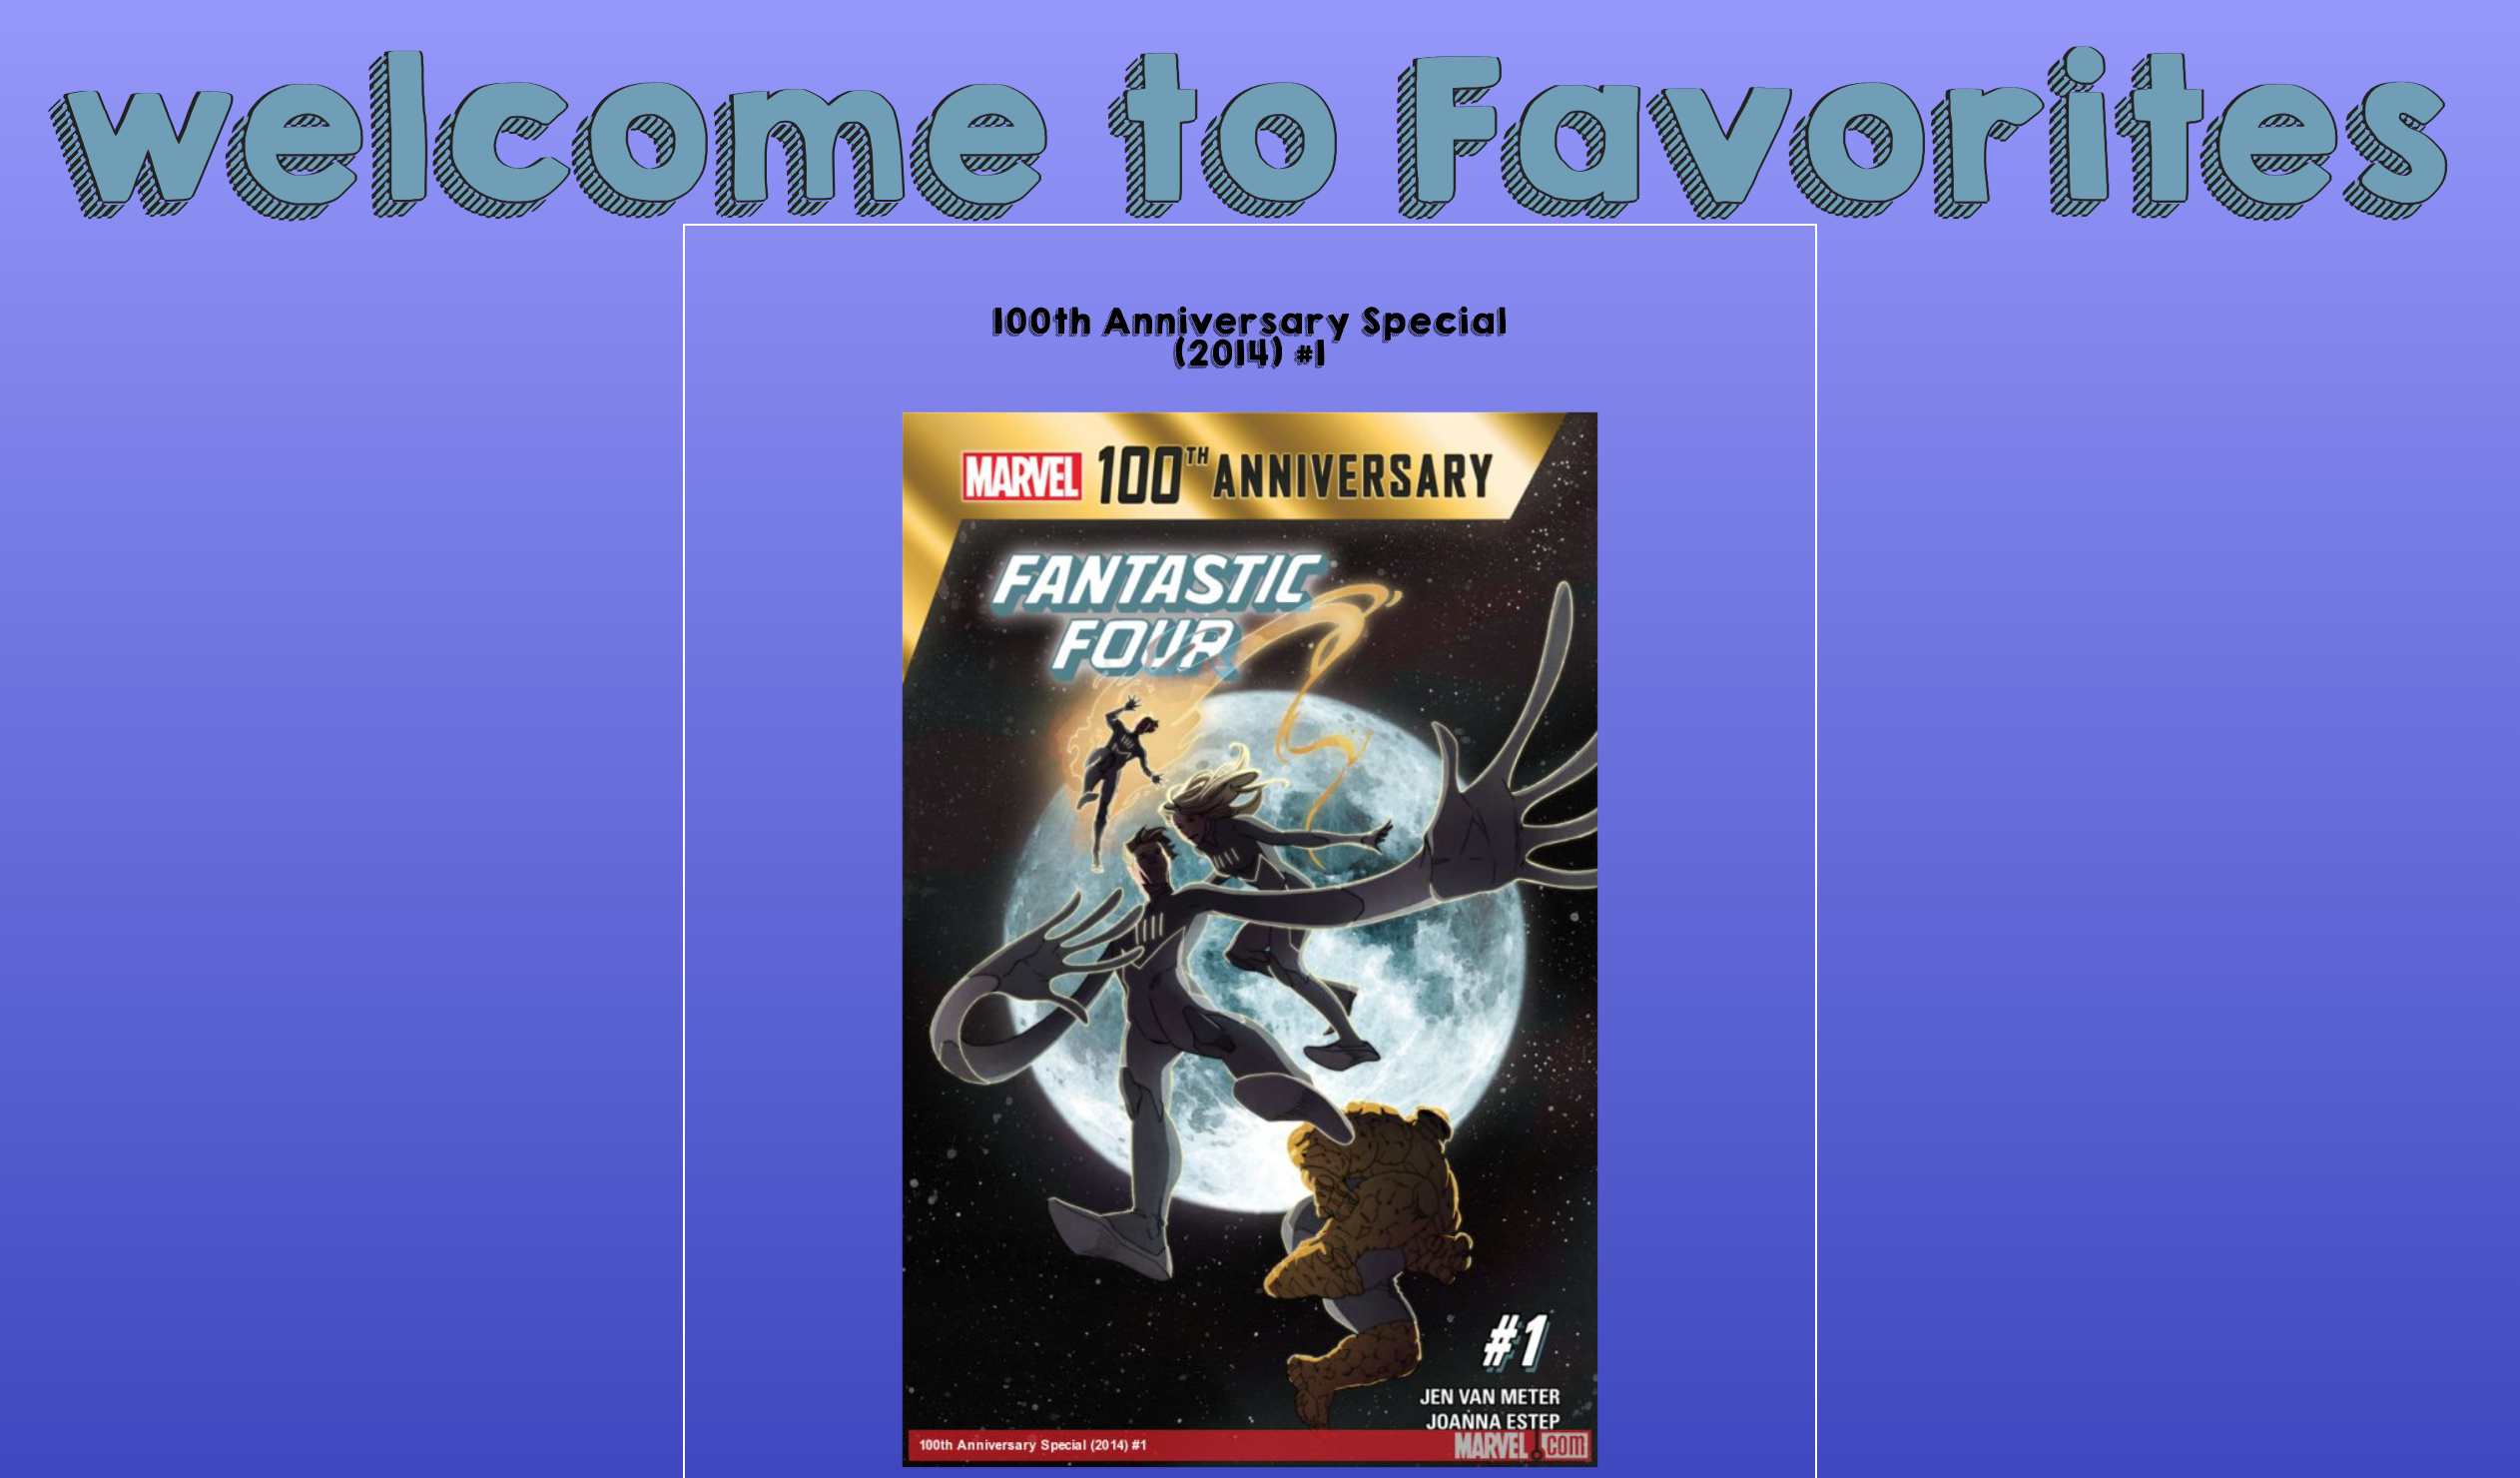 welcome to Favorites
100th Anniversary Special
(2014) #1
MARVEL 100TH ANNIVERSARY
FANTASTIC
FOUR
#1
JEN VAN METER
JOANNA ESTEP
100th Anniversary Special (2014) #1
MARVEL.com